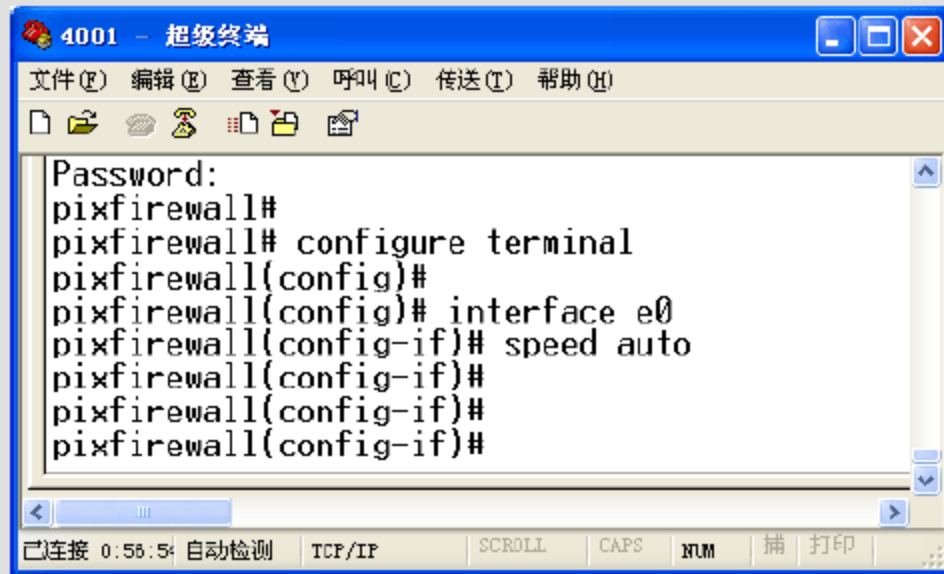 4001 - 超级终端
文件(F) 编辑(E) 查看(V) 呼叫(C) 传送(T) 帮助(H)
Password:
pixfirewall#
pixfirewall# configure terminal
pixfirewall(config)#
pixfirewall(config)# interface e0
pixfirewall(config-if)# speed auto
pixfirewall(config-if)#
pixfirewall(config-if)#
pixfirewall(config-if)#
已连接 0:56:54 自动检测 TCP/IP SCROLL CAPS NUM 捕 打印